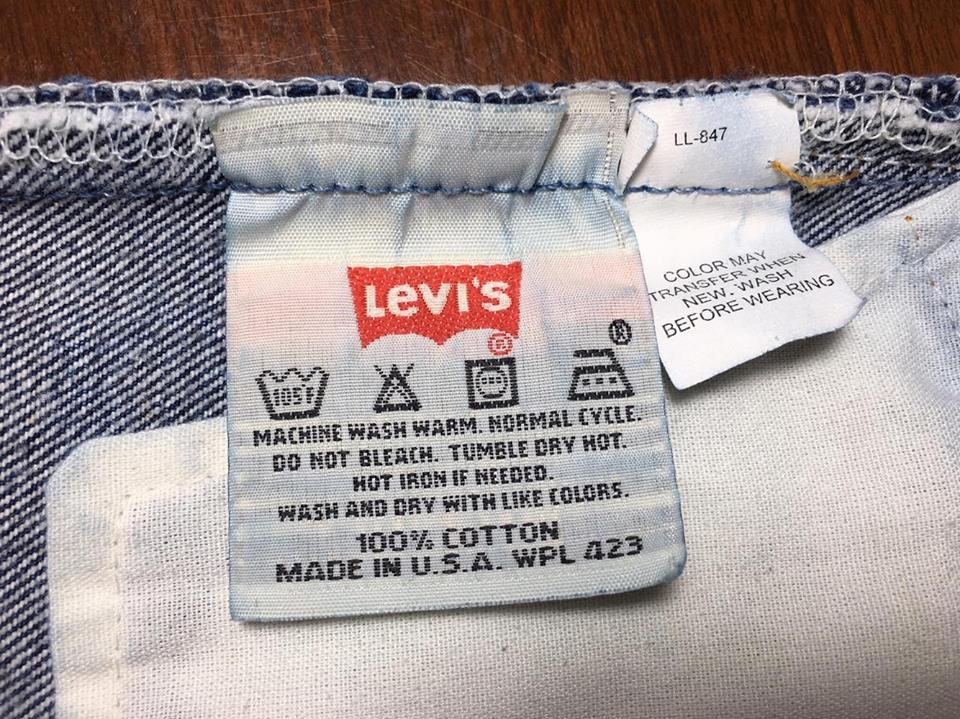 LL-847
COLOR MAY
TRANSFER WHEN
NEW. WASH
BEFORE WEARING
LEVI'S
®
®
105F
MACHINE WASH WARM. NORMAL CYCLE.
DO NOT BLEACH. TUMBLE DRY HOT.
HOT IRON IF NEEDED.
WASH AND DRY WITH LIKE COLORS.
100% COTTON
MADE IN U.S.A. WPL 423